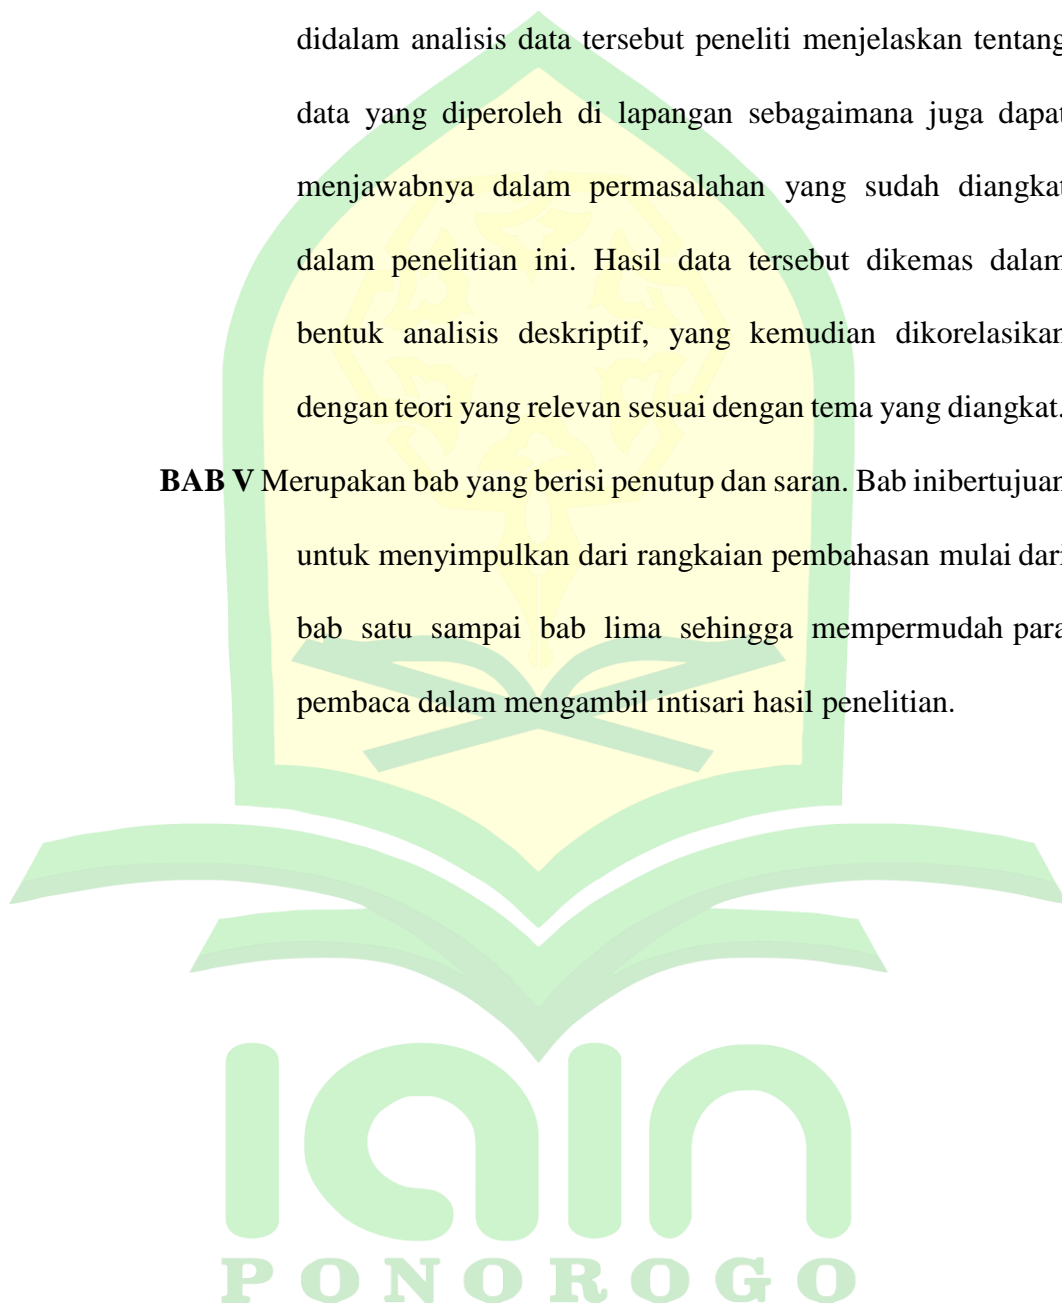 didalam analisis data tersebut peneliti menjelaskan tentang
data yang diperoleh di lapangan sebagaimana juga dapat
menjawabnya dalam permasalahan yang sudah diangkat
dalam penelitian ini. Hasil data tersebut dikemas dalam
bentuk analisis deskriptif, yang kemudian dikorelasikan
dengan teori yang relevan sesuai dengan tema yang diangkat.
BAB V Merupakan bab yang berisi penutup dan saran. Bab inibertujuan
untuk menyimpulkan dari rangkaian pembahasan mulai dari
bab satu sampai bab lima sehingga mempermudah para
pembaca dalam mengambil intisari hasil penelitian.
iain
PONOROGO